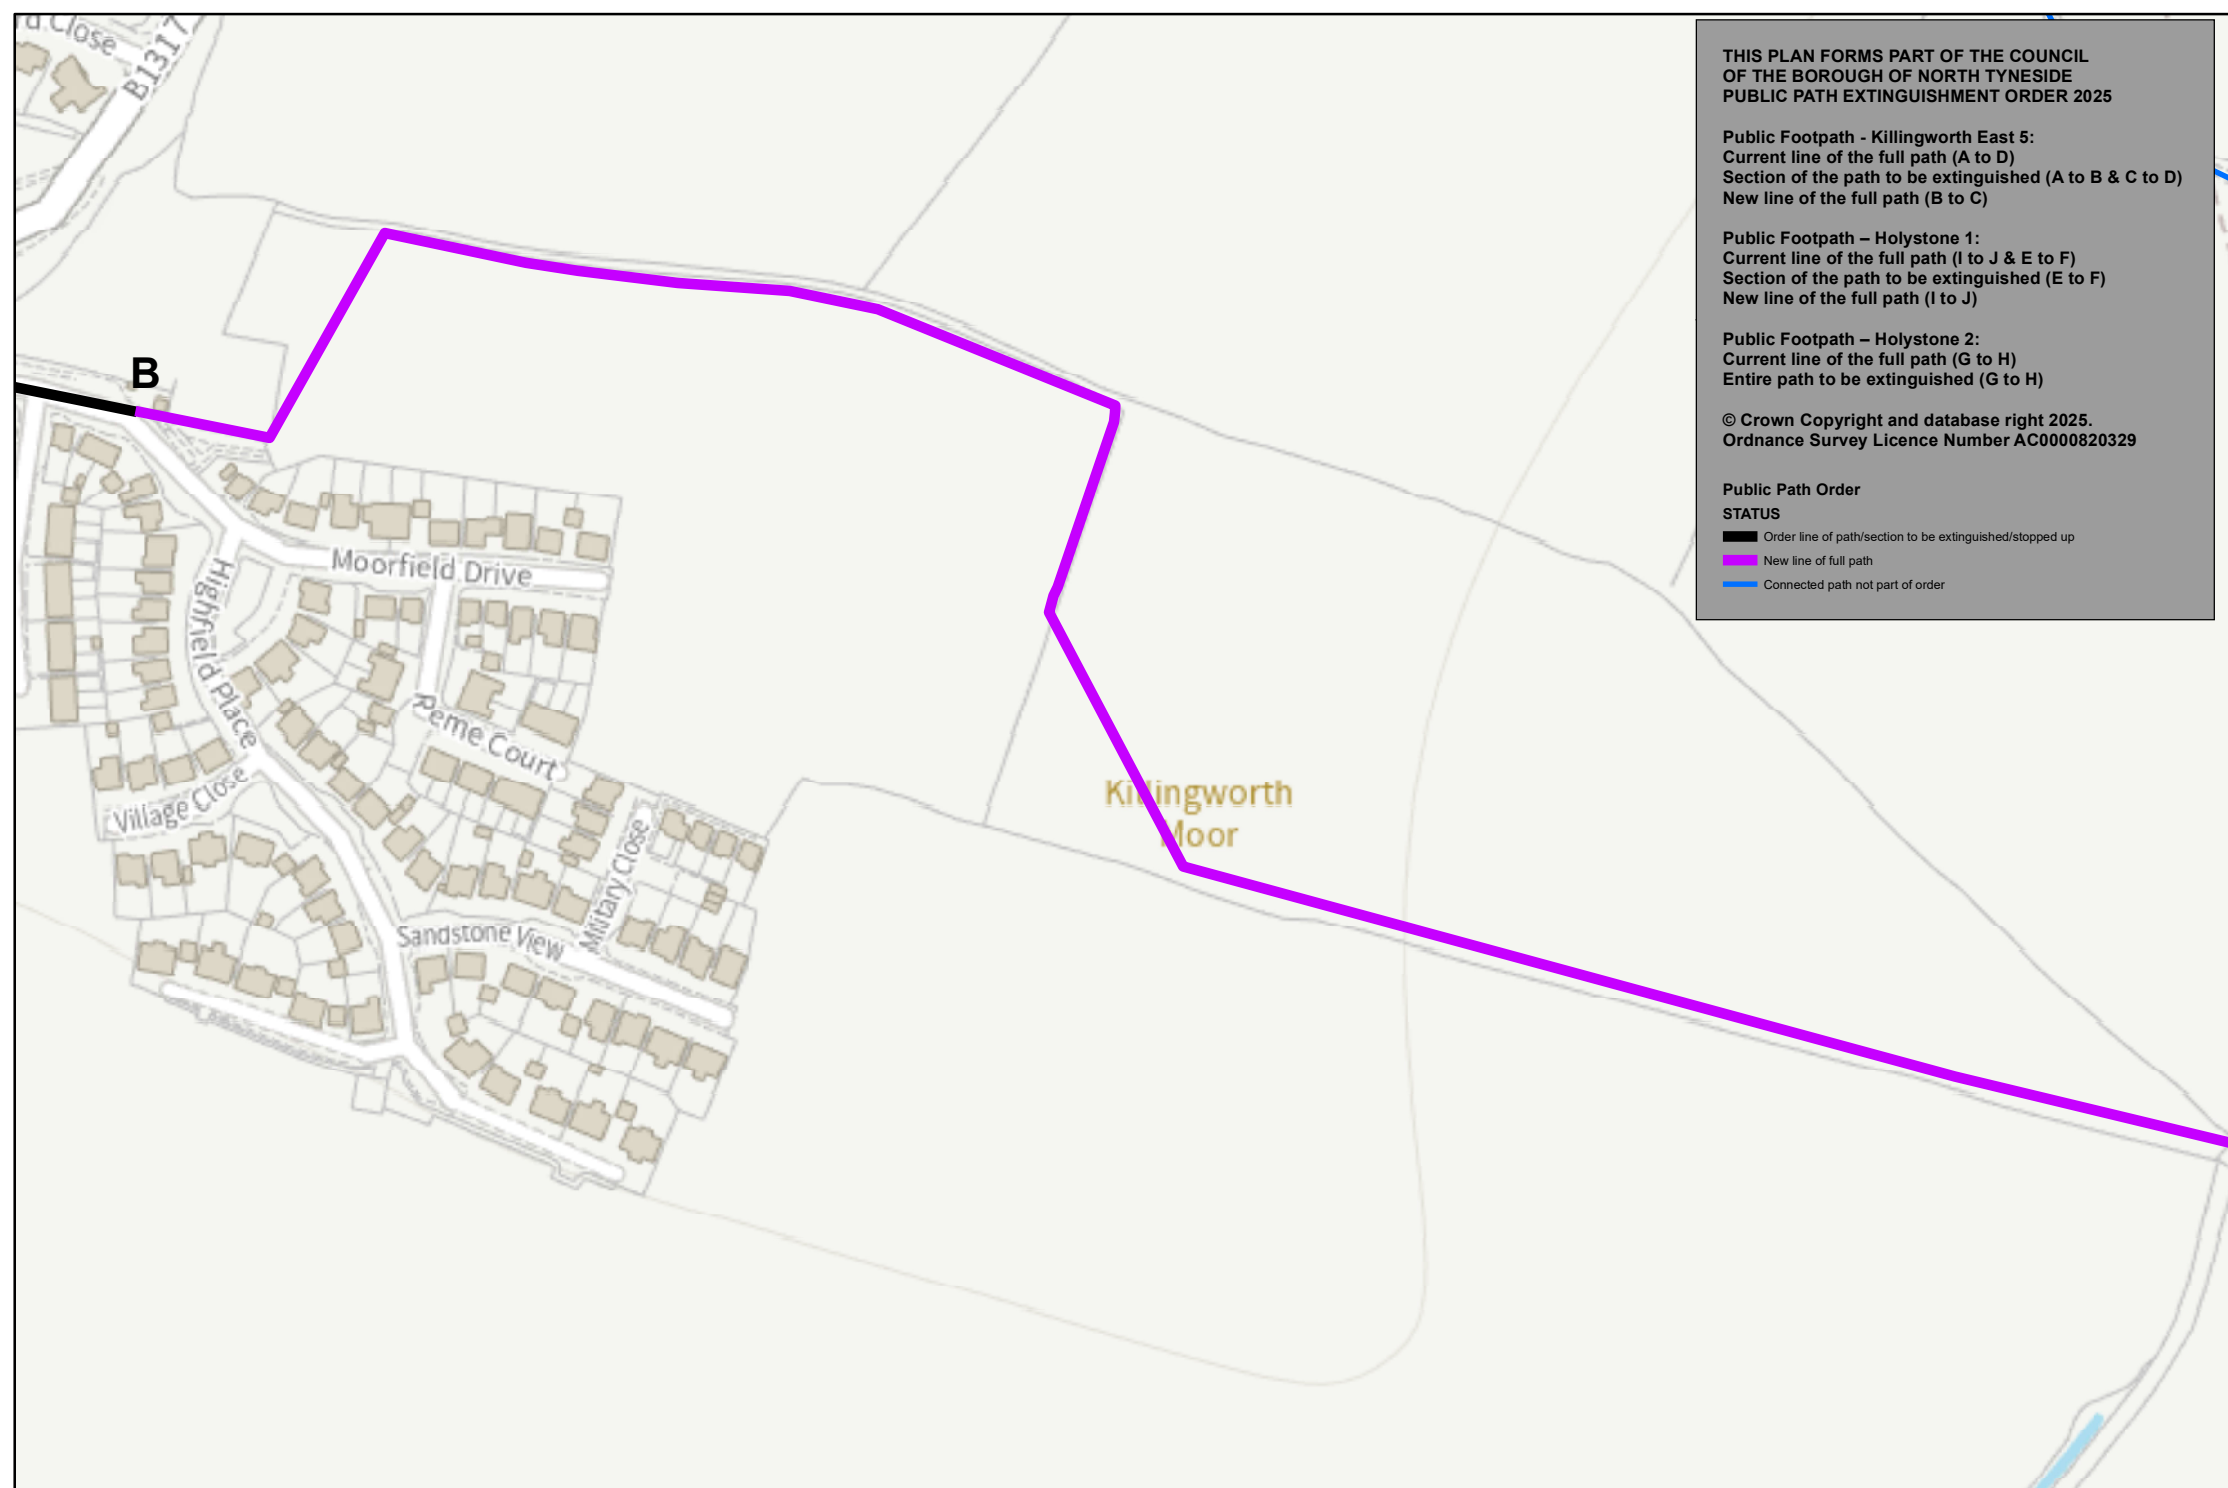 rd Close
B1317
THIS PLAN FORMS PART OF THE COUNCIL
OF THE BOROUGH OF NORTH TYNESIDE
PUBLIC PATH EXTINGUISHMENT ORDER 2025
Public Footpath - Killingworth East 5:
Current line of the full path (A to D)
Section of the path to be extinguished (A to B & C to D)
New line of the full path (B to C)
Public Footpath – Holystone 1:
Current line of the full path (I to J & E to F)
Section of the path to be extinguished (E to F)
New line of the full path (I to J)
Public Footpath – Holystone 2:
Current line of the full path (G to H)
Entire path to be extinguished (G to H)
© Crown Copyright and database right 2025.
Ordnance Survey Licence Number AC0000820329
Public Path Order
STATUS
Order line of path/section to be extinguished/stopped up
New line of full path
Connected path not part of order
B
Moorfield Drive
Highfield Place
Reme Court
Village Close
Military Close
Sandstone View
Killingworth
Moor